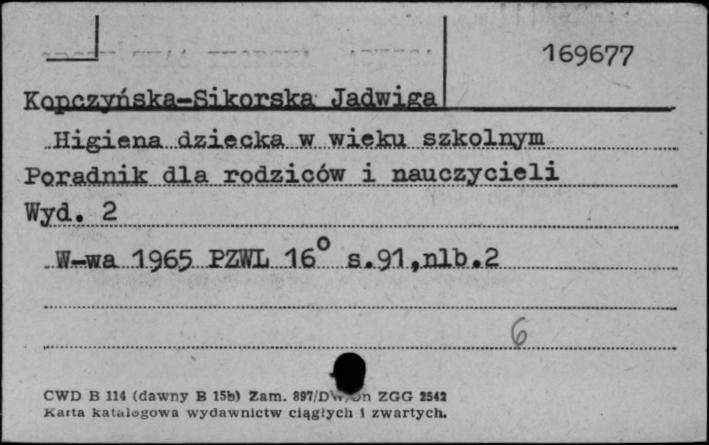 169677
Kopczyńska-Sikorska Jadwiga
Higiena dziecka w wieku szkolnym
Poradnik dla rodziców i nauczycieli
Wyd. 2
W-wa 1965 PZWL 16° s.91,nlb.2
6
CWD B 114 (dawny B 15b) Zam. 897/DW/ ZGG 2542
Karta katalogowa wydawnictw ciągłych i zwartych.